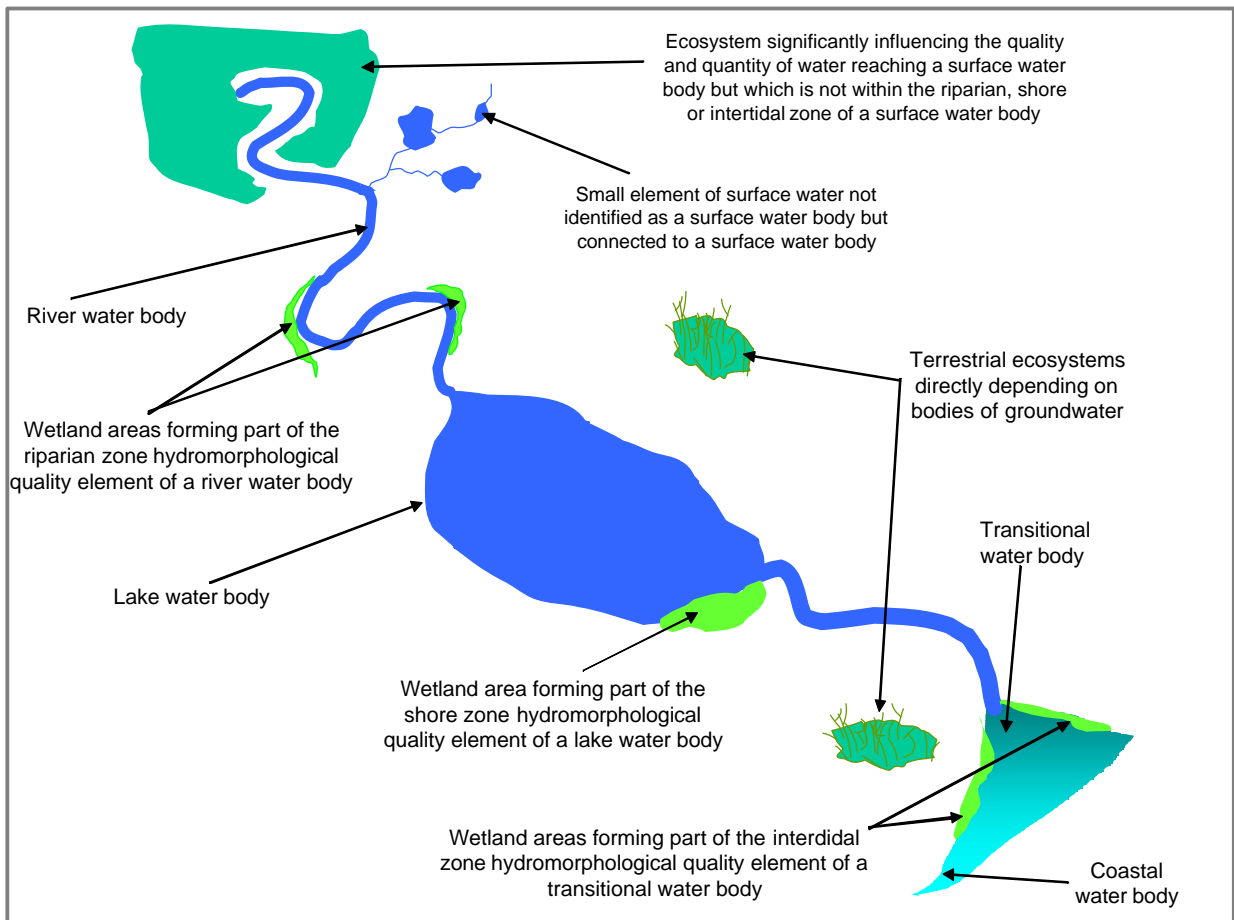 Ecosystem significantly influencing the quality
and quantity of water reaching a surface water
body but which is not within the riparian, shore
or intertidal zone of a surface water body
Small element of surface water not
identified as a surface water body but
connected to a surface water body
River water body
Terrestrial ecosystems
directly depending on
bodies of groundwater
Wetland areas forming part of the
riparian zone hydromorphological
quality element of a river water body
Transitional
water body
Lake water body
Wetland area forming part of the
shore zone hydromorphological
quality element of a lake water body
Wetland areas forming part of the interdidal
zone hydromorphological quality element of a
transitional water body
Coastal
water body